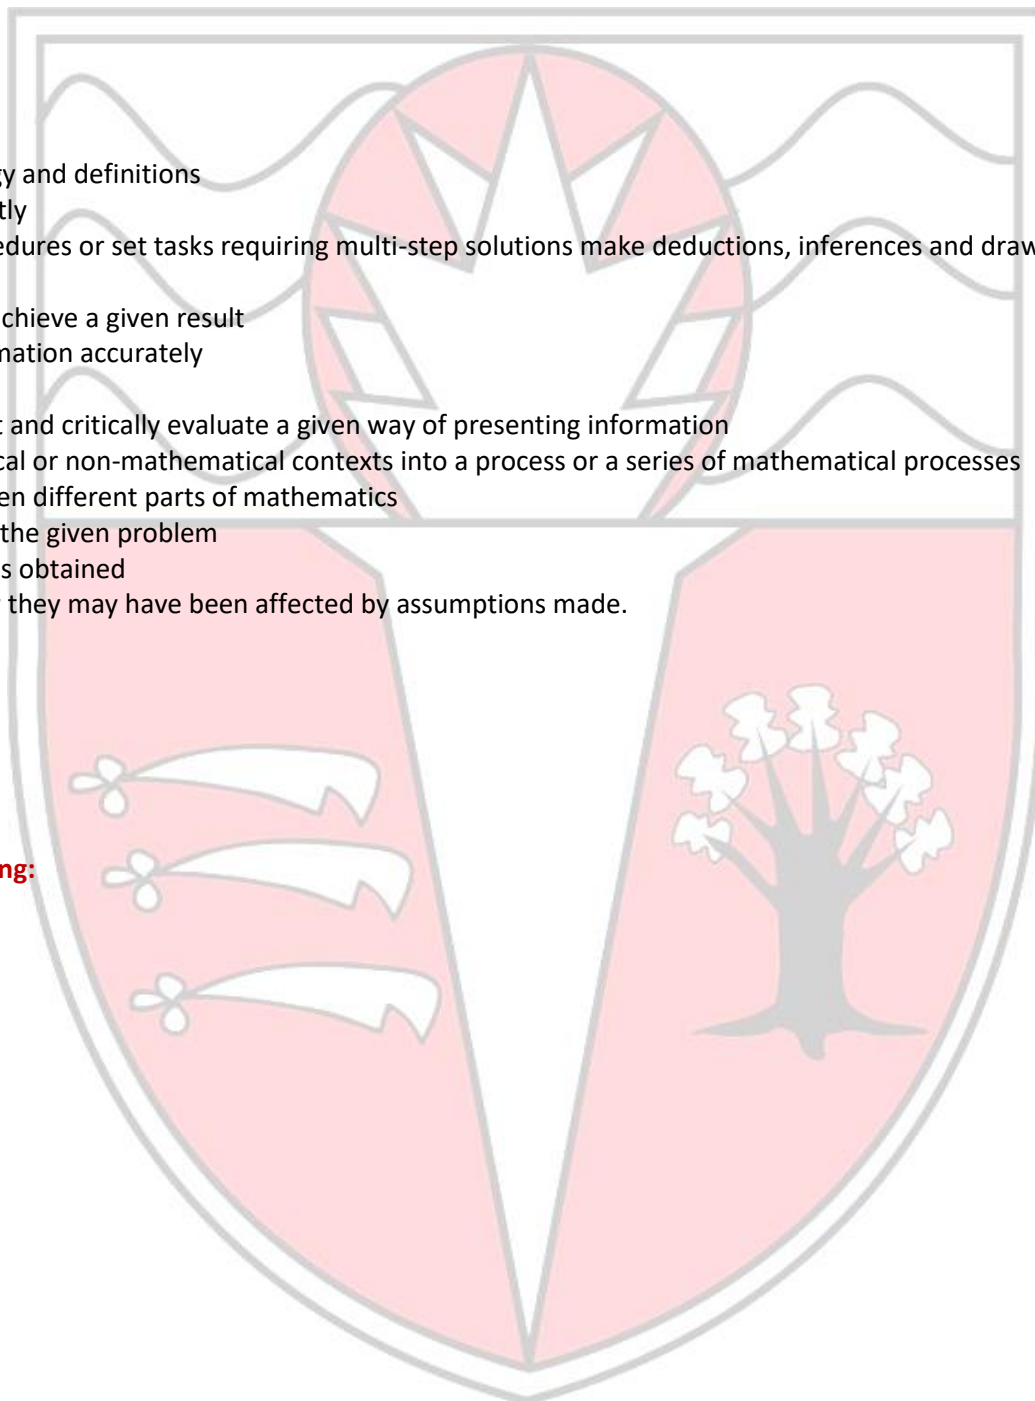 gy and definitions
tly
edures or set tasks requiring multi-step solutions make deductions, inferences and draw
chieve a given result
mation accurately
t and critically evaluate a given way of presenting information
cal or non-mathematical contexts into a process or a series of mathematical processes
en different parts of mathematics
the given problem
s obtained
they may have been affected by assumptions made.
ng: